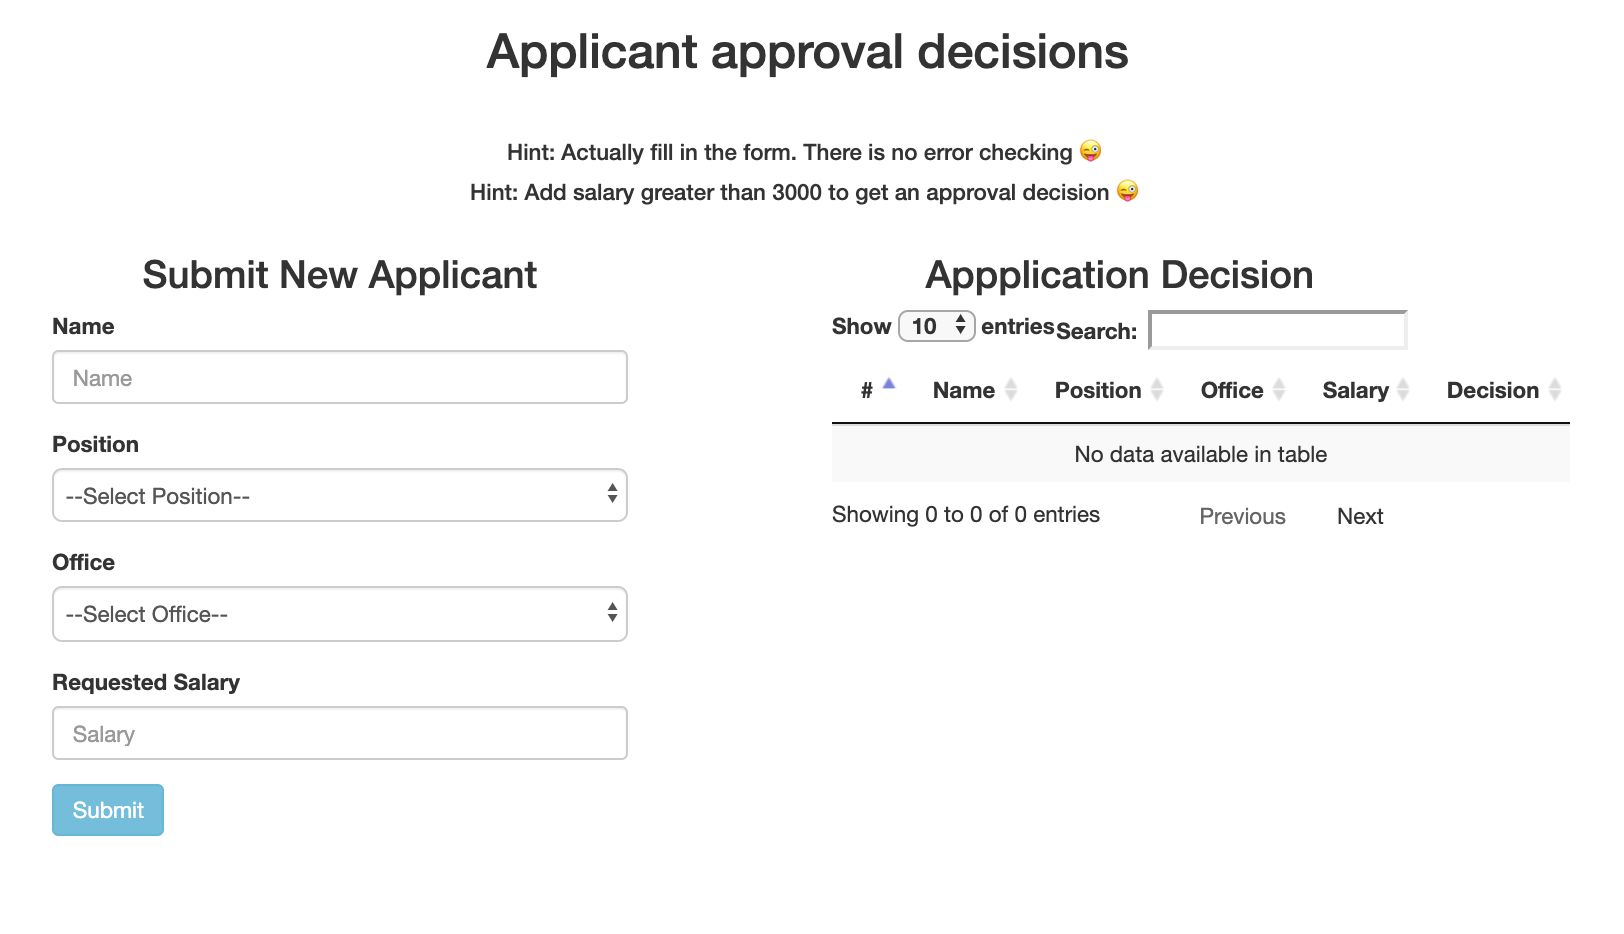 Applicant approval decisions
Hint: Actually fill in the form. There is no error checking 😜
Hint: Add salary greater than 3000 to get an approval decision 😜
Submit New Applicant
Name
Name
Position
--Select Position--
Office
--Select Office--
Requested Salary
Salary
Submit
Appplication Decision
Show 10 entries Search:
# Name Position Office Salary Decision
No data available in table
Showing 0 to 0 of 0 entries Previous Next